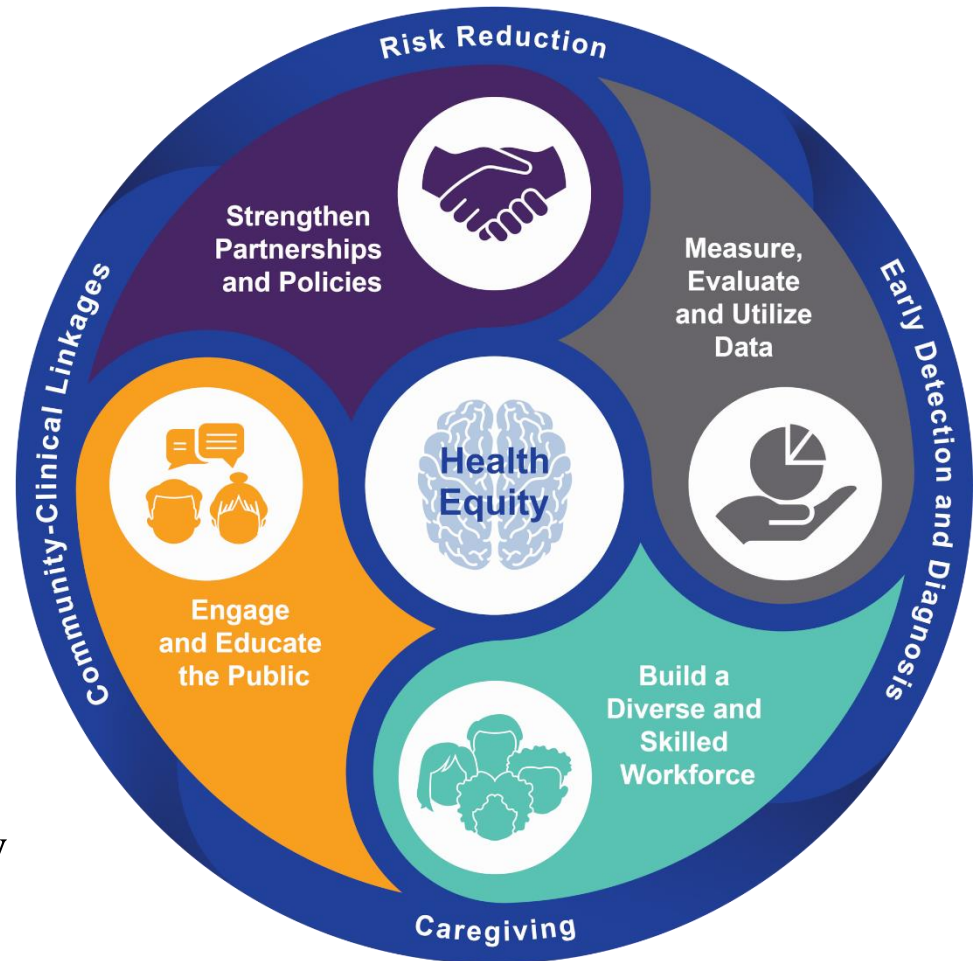 Risk Reduction
Strengthen
Partnerships
and Policies
Measure,
Evaluate
and Utilize
Data
Early Detection and Diagnosis
Community-Clinical Linkages
Health
Equity
Engage
and Educate
the Public
Build a
Diverse and
Skilled
Workforce
Caregiving